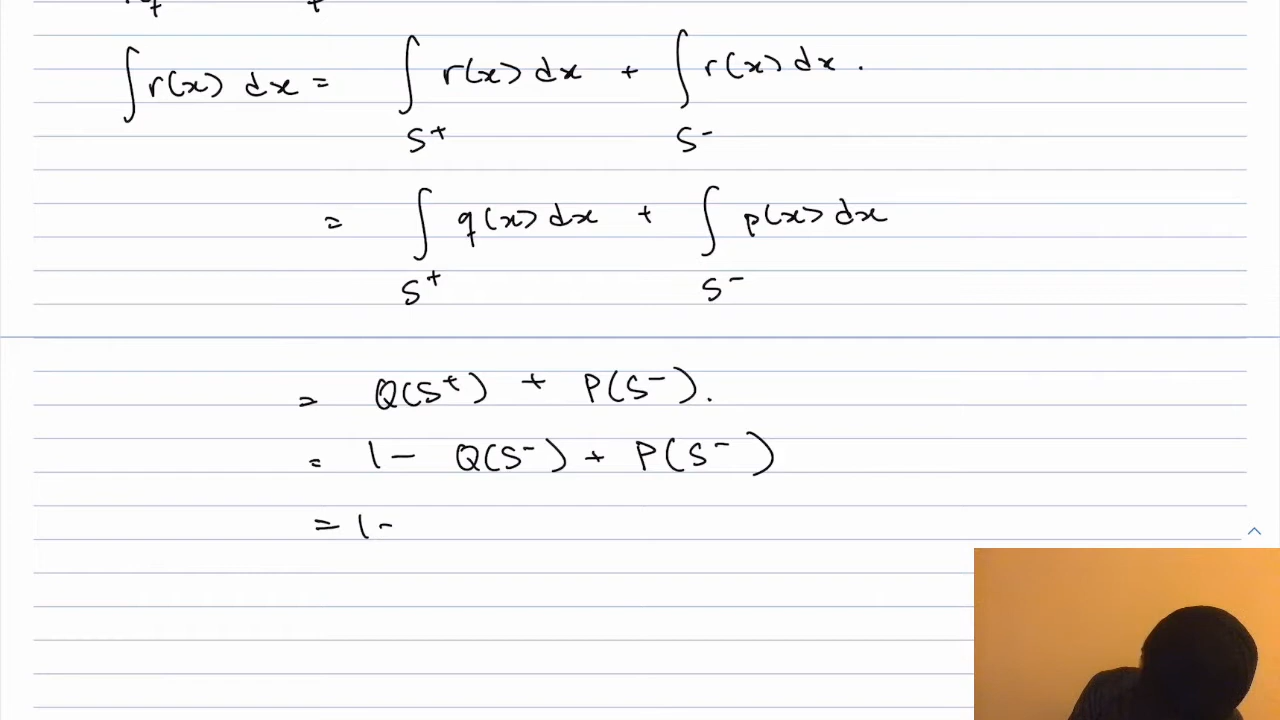 ∫r(x) dx = ∫_{S⁺} r(x) dx + ∫_{S⁻} r(x) dx.
= ∫_{S⁺} q(x) dx + ∫_{S⁻} p(x) dx
= Q(S⁺) + P(S⁻).
= 1 - Q(S⁻) + P(S⁻)
= 1 -